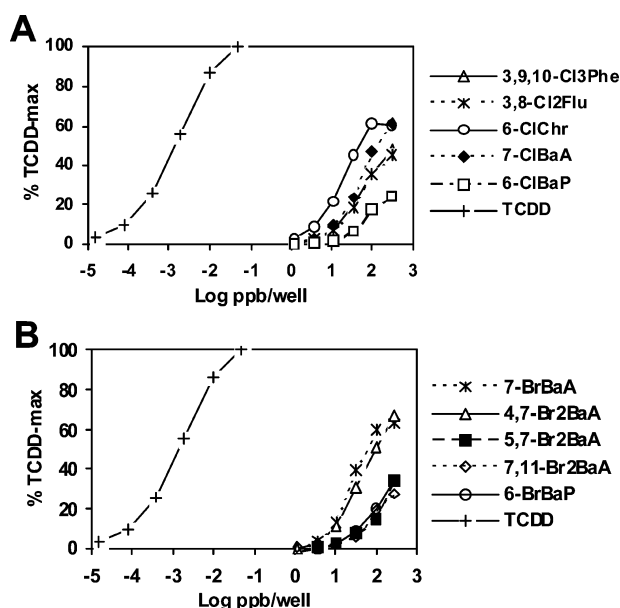 A
% TCDD-max
100
80
60
40
20
0
-5 -4 -3 -2 -1 0 1 2 3
Log ppb/well
3,9,10-Cl3Phe
3,8-Cl2Flu
6-ClChr
7-ClBaA
6-ClBaP
TCDD
B
% TCDD-max
100
80
60
40
20
0
-5 -4 -3 -2 -1 0 1 2 3
Log ppb/well
7-BrBaA
4,7-Br2BaA
5,7-Br2BaA
7,11-Br2BaA
6-BrBaP
TCDD